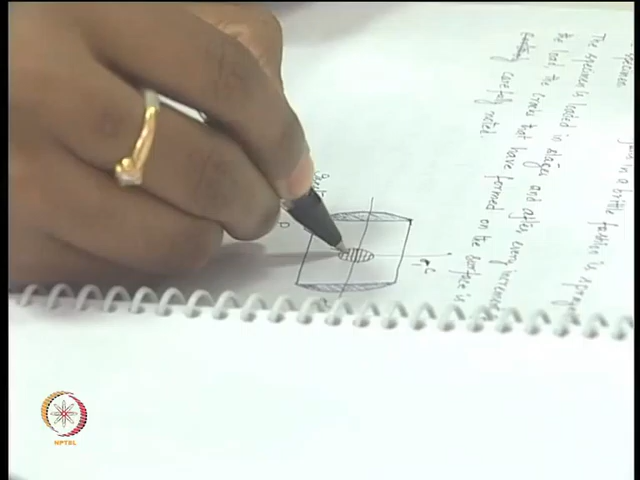 specimen
in a brittle fashion is
The specimen is loaded in stages and after every increment
the load the cracks that have formed on the surface is
carefully noted.
C
D
NPTEL